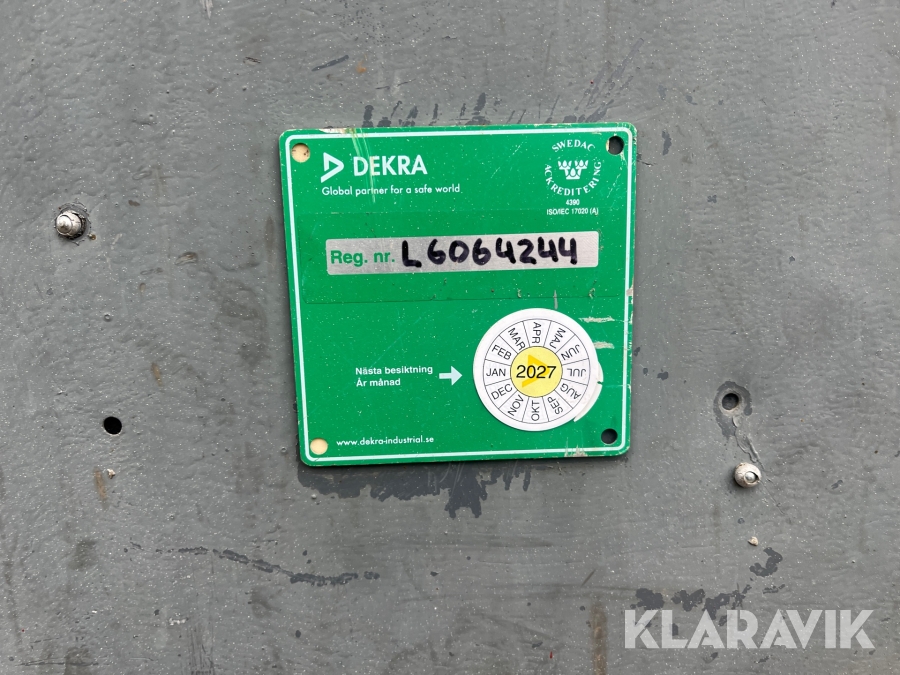 DEKRA
Global partner for a safe world
SWEDAC ACKREDITERING
4390
ISO/IEC 17020 (A)
Reg. nr. L6064244
Nästa besiktning
År månad
JAN FEB MAR APR MAJ JUN JUL AUG SEP OKT NOV DEC
2027
www.dekra-industrial.se
KLARAVIK